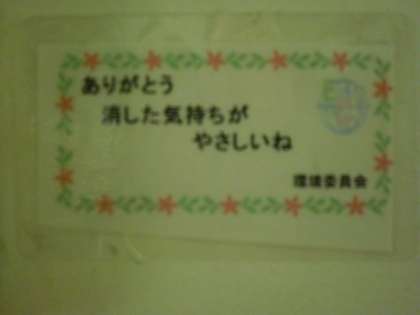 ありがとう
消した気持ちが
やさしいね
環境委員会